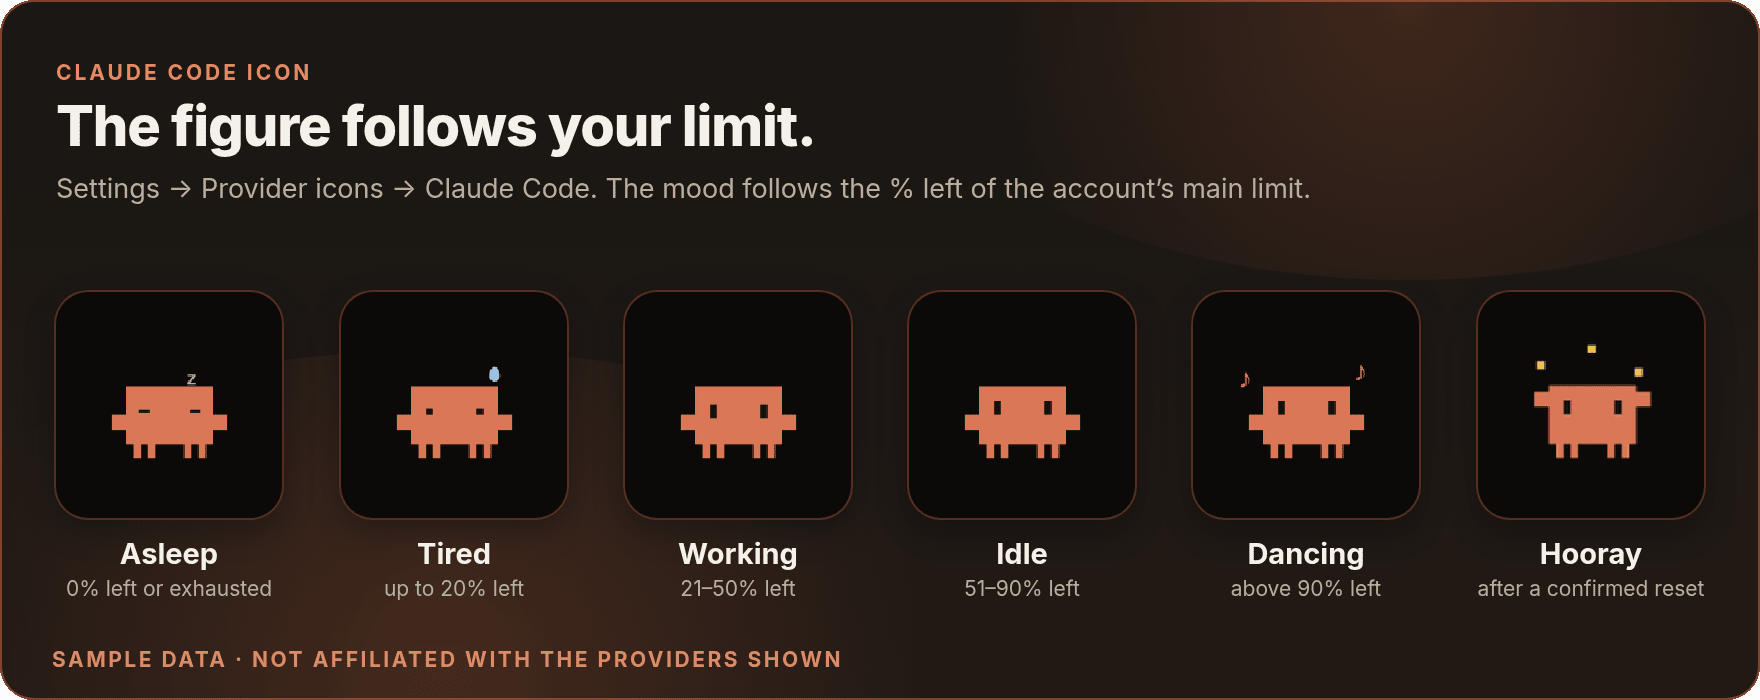 CLAUDE CODE ICON
The figure follows your limit.
Settings → Provider icons → Claude Code. The mood follows the % left of the account’s main limit.
z
♪ ♪
Asleep
0% left or exhausted
Tired
up to 20% left
Working
21–50% left
Idle
51–90% left
Dancing
above 90% left
Hooray
after a confirmed reset
SAMPLE DATA · NOT AFFILIATED WITH THE PROVIDERS SHOWN